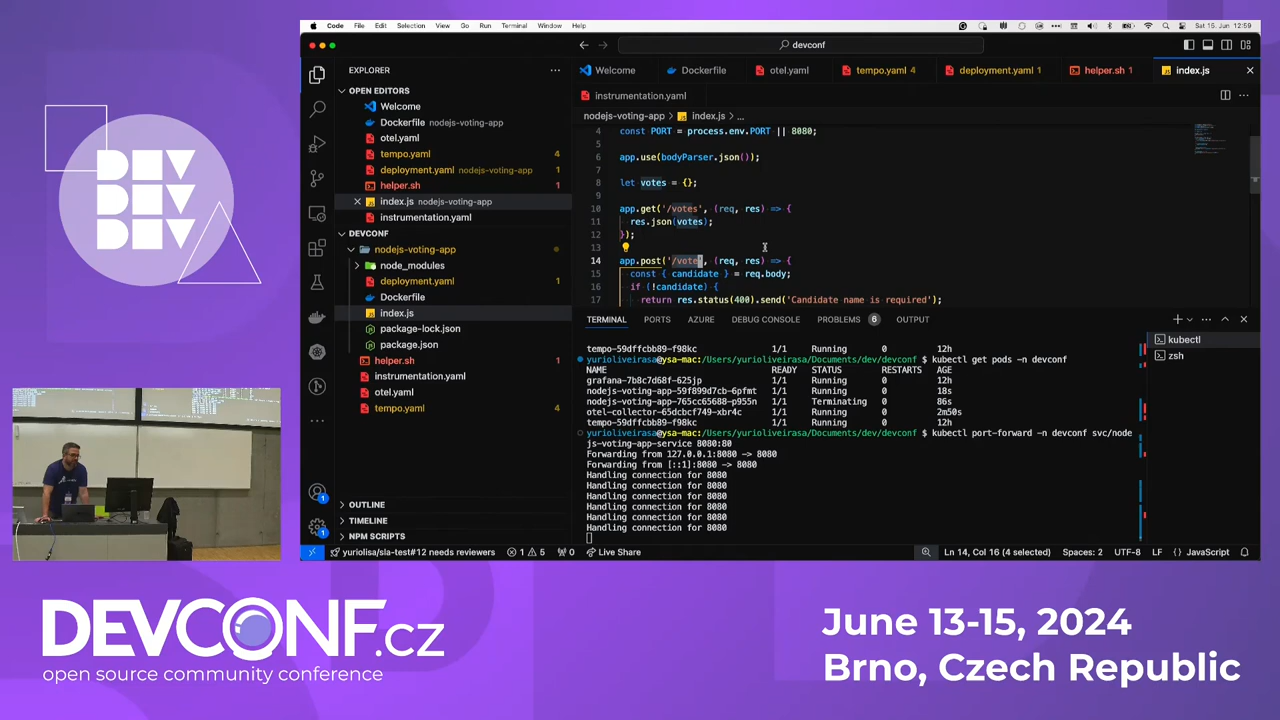 Code File Edit Selection View Go Run Terminal Window Help
Sat 15. Jun 12:59
devconf
EXPLORER
OPEN EDITORS
Welcome
Dockerfile nodejs-voting-app
otel.yaml
tempo.yaml 4
deployment.yaml nodejs-voting-app 1
helper.sh 1
index.js nodejs-voting-app
instrumentation.yaml
DEVCONF
nodejs-voting-app
node_modules
deployment.yaml 1
Dockerfile
index.js
package-lock.json
package.json
helper.sh 1
instrumentation.yaml
otel.yaml
tempo.yaml 4
OUTLINE
TIMELINE
NPM SCRIPTS
Welcome Dockerfile otel.yaml tempo.yaml 4 deployment.yaml 1 helper.sh 1 index.js
instrumentation.yaml
nodejs-voting-app > index.js > ...
4 const PORT = process.env.PORT || 8080;
5
6 app.use(bodyParser.json());
7
8 let votes = {};
9
10 app.get('/votes', (req, res) => {
11 res.json(votes);
12 });
13
14 app.post('/vote', (req, res) => {
15 const { candidate } = req.body;
16 if (!candidate) {
17 return res.status(400).send('Candidate name is required');
TERMINAL PORTS AZURE DEBUG CONSOLE PROBLEMS 6 OUTPUT
kubectl
zsh
tempo-59dffcbb89-f98kc 1/1 Running 0 12h
yurioliveirasa@ysa-mac:/Users/yurioliveirasa/Documents/dev/devconf $ kubectl get pods -n devconf
NAME READY STATUS RESTARTS AGE
grafana-7b8c7d68f-625jp 1/1 Running 0 12h
nodejs-voting-app-59f899d7cb-6pfmt 1/1 Running 0 18s
nodejs-voting-app-765cc65688-p955n 1/1 Terminating 0 86s
otel-collector-65dcbcf749-xbr4c 1/1 Running 0 2m50s
tempo-59dffcbb89-f98kc 1/1 Running 0 12h
yurioliveirasa@ysa-mac:/Users/yurioliveirasa/Documents/dev/devconf $ kubectl port-forward -n devconf svc/node
js-voting-app-service 8080:80
Forwarding from 127.0.0.1:8080 -> 8080
Forwarding from [::1]:8080 -> 8080
Handling connection for 8080
Handling connection for 8080
Handling connection for 8080
Handling connection for 8080
Handling connection for 8080
Handling connection for 8080
1
1
yuriolisa/sla-test#12 needs reviewers 1 5 0 Live Share
Ln 14, Col 16 (4 selected) Spaces: 2 UTF-8 LF JavaScript
DEV
DEV
DEV
DEVCONF.cz
open source community conference
June 13-15, 2024
Brno, Czech Republic